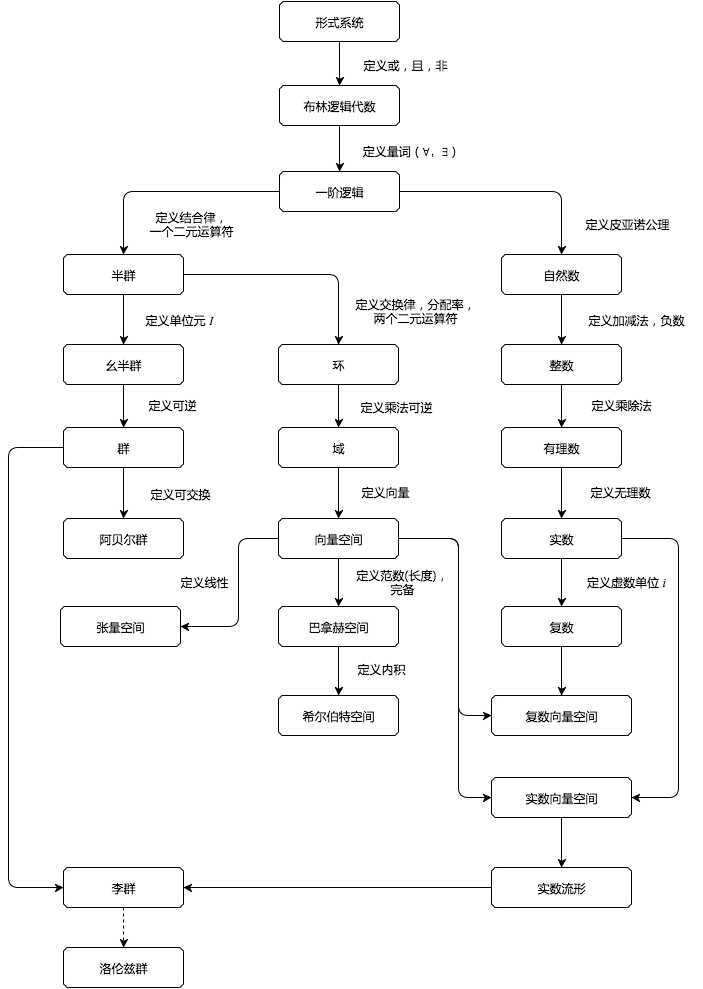 形式系统
定义或，且，非
布林逻辑代数
定义量词（∀，∃）
一阶逻辑
定义结合律，
一个二元运算符
定义皮亚诺公理
半群
自然数
定义交换律，分配率，
两个二元运算符
定义单位元 I
定义加减法，负数
幺半群
环
整数
定义可逆
定义乘法可逆
定义乘除法
群
域
有理数
定义可交换
定义向量
定义无理数
阿贝尔群
向量空间
实数
定义线性
定义范数(长度)，
完备
定义虚数单位 i
张量空间
巴拿赫空间
复数
定义内积
希尔伯特空间
复数向量空间
实数向量空间
李群
实数流形
洛伦兹群